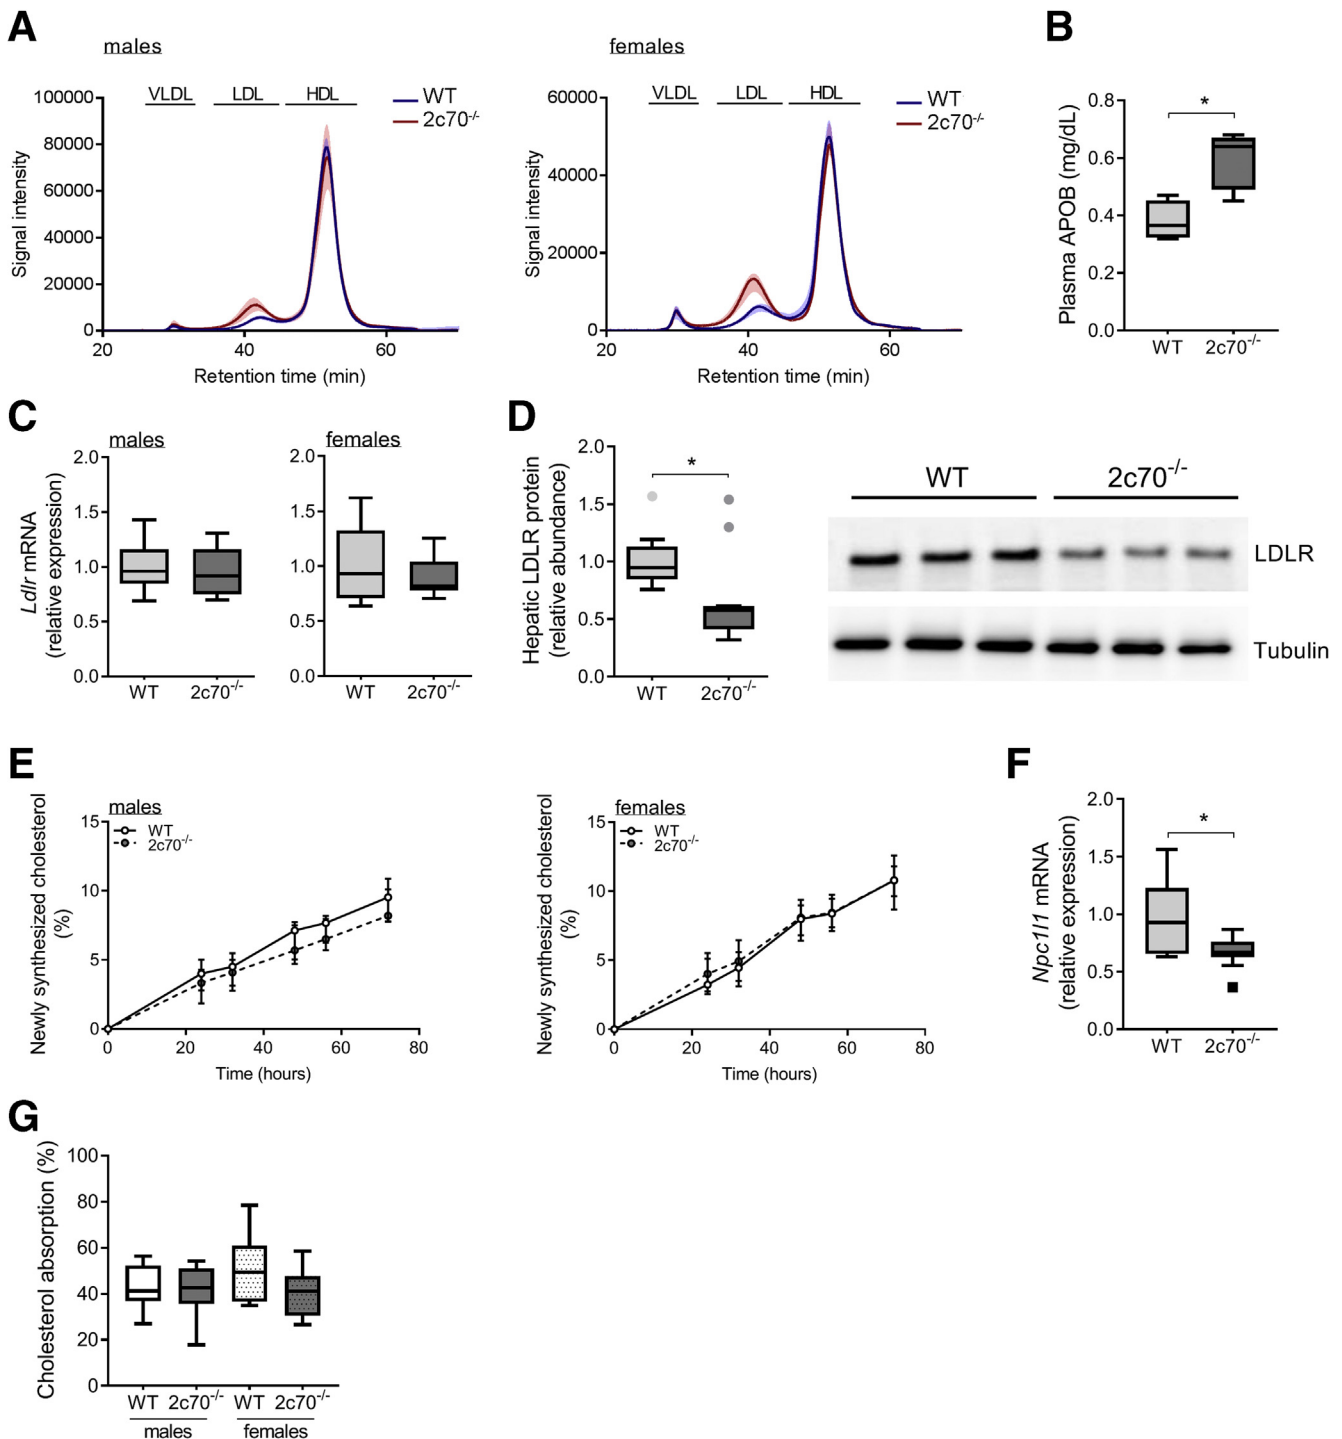 A
males
VLDL LDL HDL
WT
2c70-/-
100000
80000
60000
40000
20000
0
20 40 60
Signal intensity
Retention time (min)
females
VLDL LDL HDL
WT
2c70-/-
60000
40000
20000
0
20 40 60
Signal intensity
Retention time (min)
B
Plasma APOB (mg/dL)
0.8
0.6
0.4
0.2
0.0
*
WT 2c70-/-
C
Ldlr mRNA
(relative expression)
males
2.0
1.5
1.0
0.5
0.0
WT 2c70-/-
females
2.0
1.5
1.0
0.5
0.0
WT 2c70-/-
D
Hepatic LDLR protein
(relative abundance)
2.0
1.5
1.0
0.5
0.0
*
WT 2c70-/-
WT 2c70-/-
LDLR
Tubulin
E
Newly synthesized cholesterol
(%)
males
WT
2c70-/-
15
10
5
0
0 20 40 60 80
Time (hours)
Newly synthesized cholesterol
(%)
females
WT
2c70-/-
15
10
5
0
0 20 40 60 80
Time (hours)
F
Npc1l1 mRNA
(relative expression)
2.0
1.5
1.0
0.5
0.0
*
WT 2c70-/-
G
Cholesterol absorption (%)
100
80
60
40
20
0
WT 2c70-/- WT 2c70-/-
males females